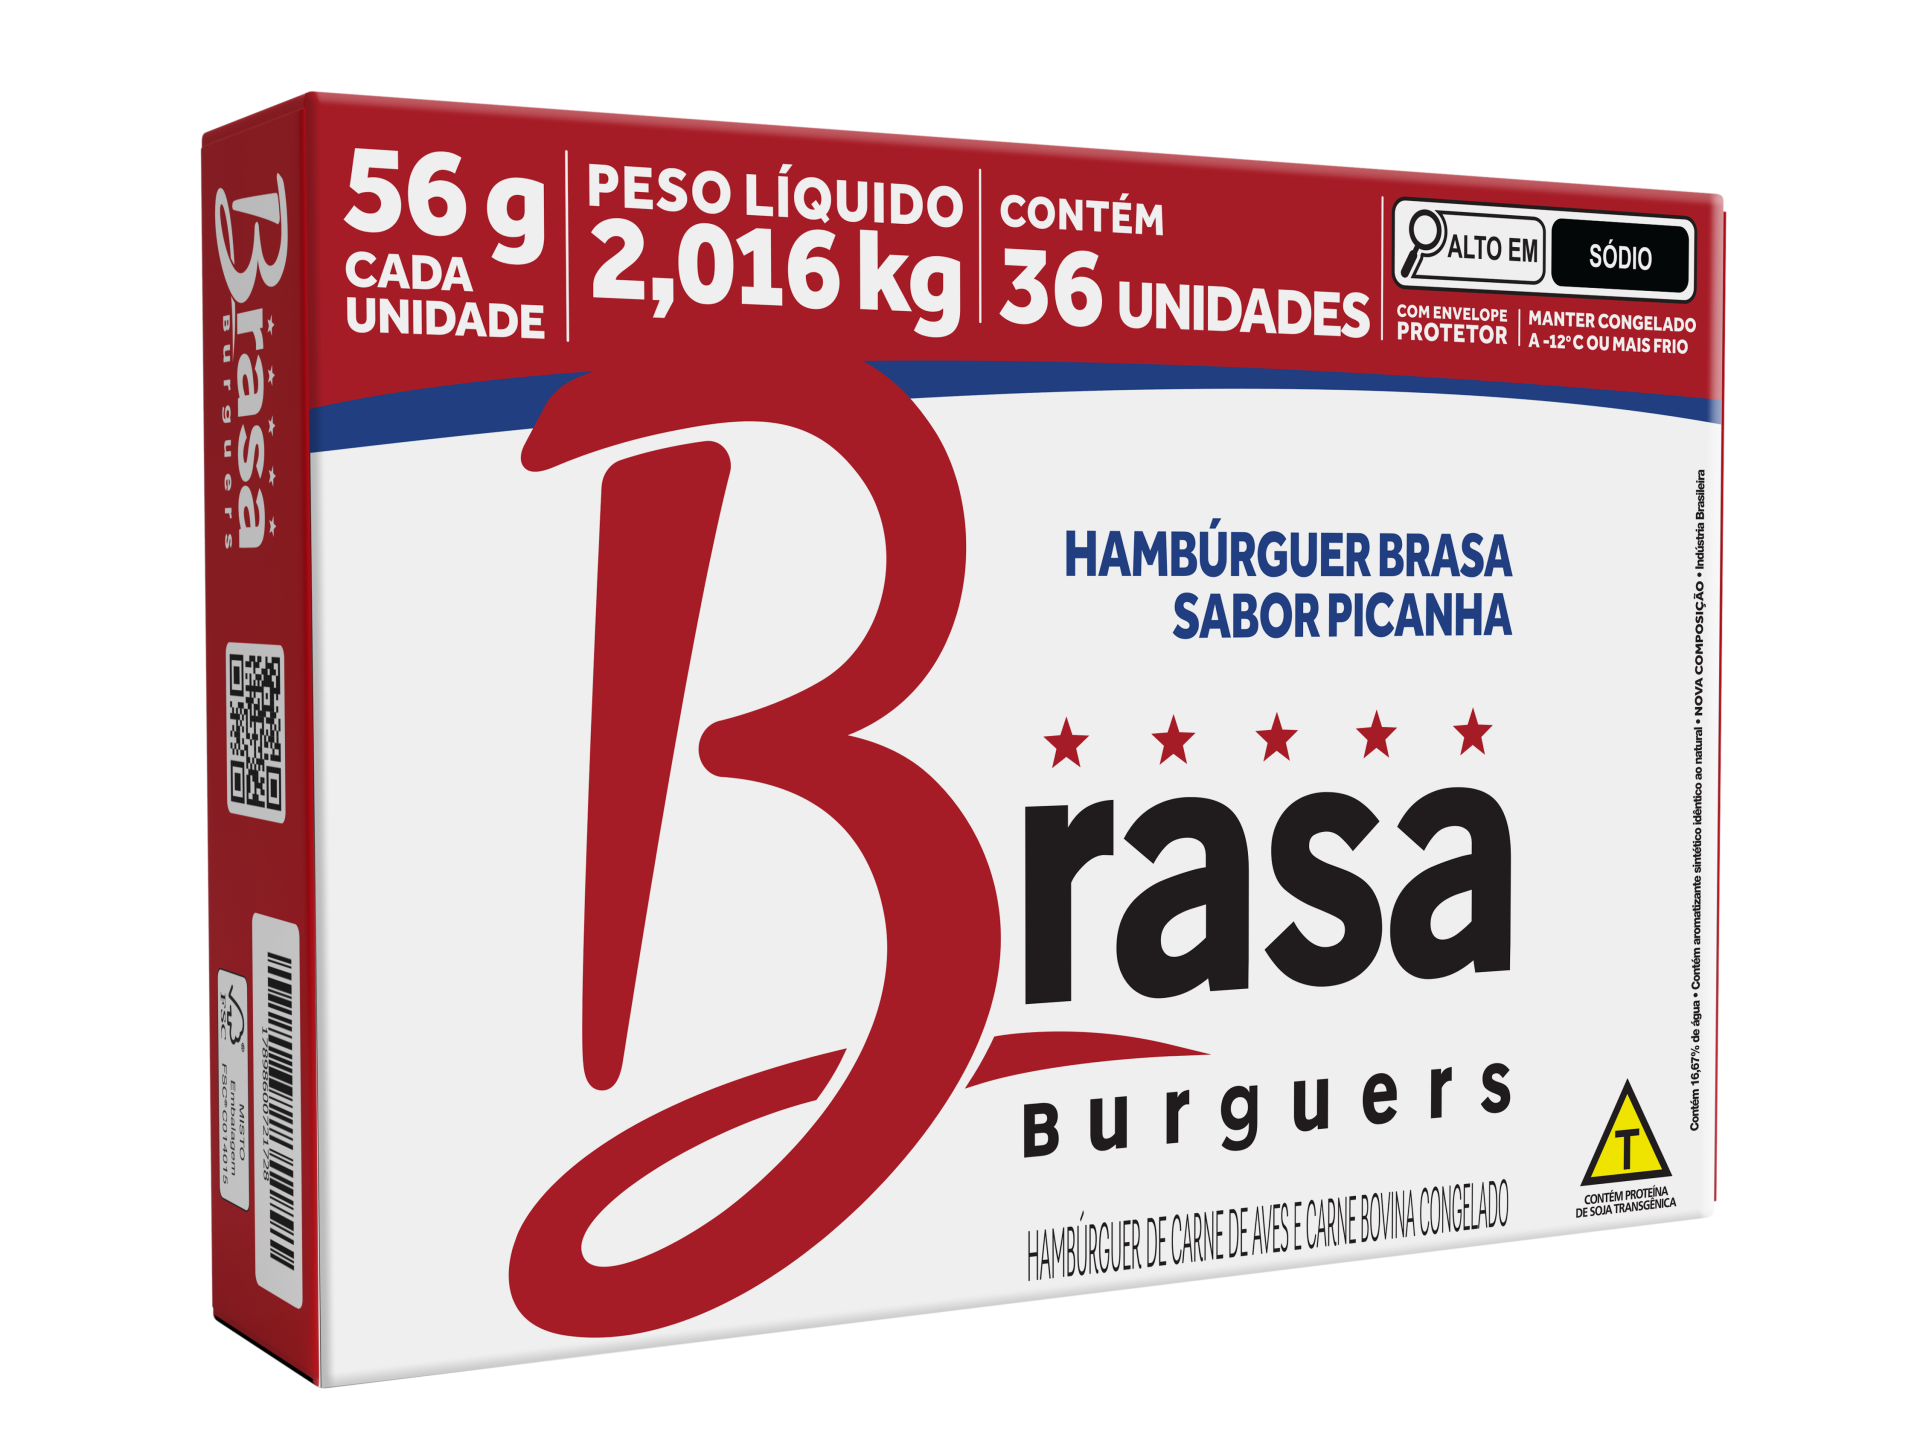 56 g
CADA
UNIDADE
PESO LÍQUIDO
2,016 kg
CONTÉM
36 UNIDADES
ALTO EM
SÓDIO
COM ENVELOPE
PROTETOR
MANTER CONGELADO
A -12°C OU MAIS FRIO
HAMBÚRGUER BRASA
SABOR PICANHA
Brasa
Burguers
HAMBÚRGUER DE CARNE DE AVES E CARNE BOVINA CONGELADO
T
CONTÉM PROTEÍNA
DE SOJA TRANSGÊNICA
Contém 16,67% de água • Contém aromatizante sintético idêntico ao natural • NOVA COMPOSIÇÃO • Indústria Brasileira
Brasa
Burguers
17898600721728
FSC
MISTO
Embalagem
FSC® C014015